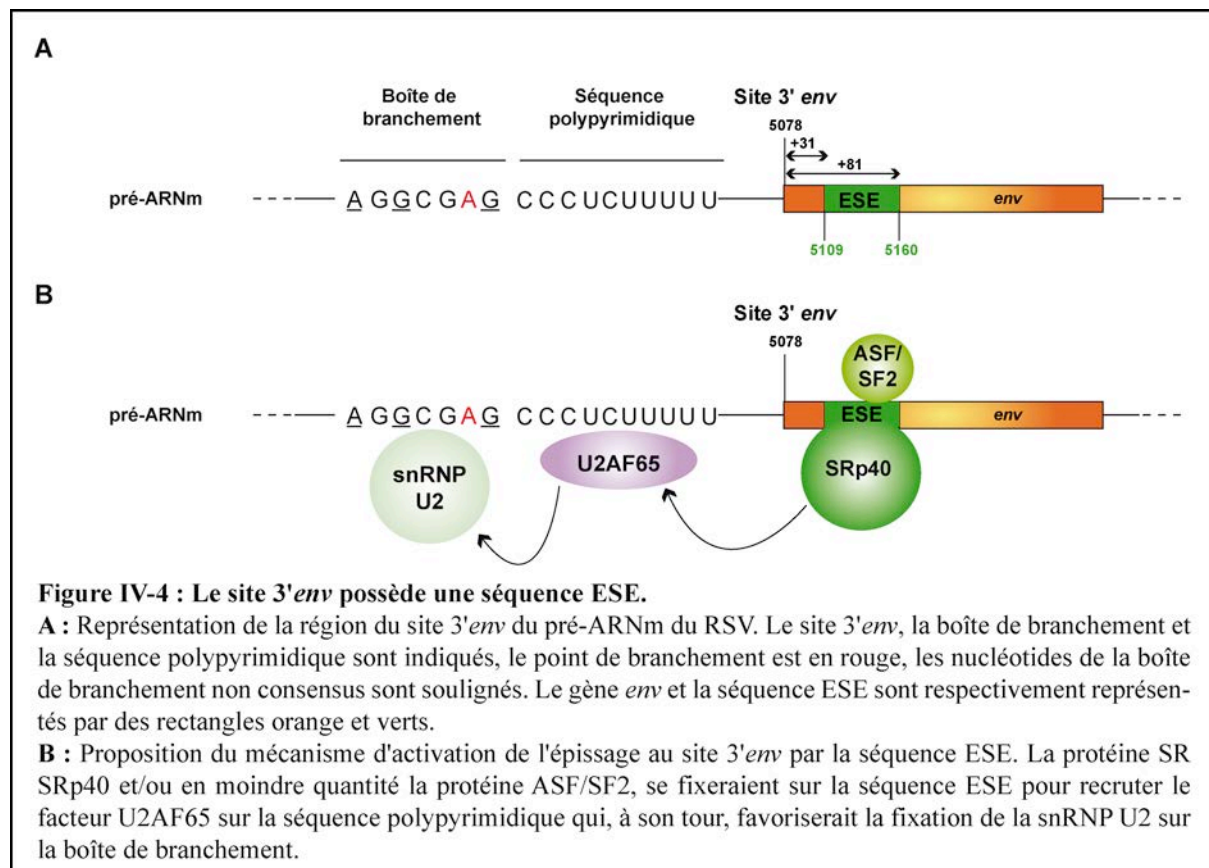 A
Boîte de
branchement
Séquence
polypyrimidique
Site 3' env
5078
+31
+81
pré-ARNm
A G G C G A G C C C U C U U U U U
ESE
env
5109
5160
B
Site 3' env
5078
ASF/
SF2
pré-ARNm
A G G C G A G C C C U C U U U U U
ESE
env
snRNP
U2
U2AF65
SRp40
Figure IV-4 : Le site 3'env possède une séquence ESE.
A : Représentation de la région du site 3'env du pré-ARNm du RSV. Le site 3'env, la boîte de branchement et
la séquence polypyrimidique sont indiqués, le point de branchement est en rouge, les nucléotides de la boîte
de branchement non consensus sont soulignés. Le gène env et la séquence ESE sont respectivement représen-
tés par des rectangles orange et verts.
B : Proposition du mécanisme d'activation de l'épissage au site 3'env par la séquence ESE. La protéine SR
SRp40 et/ou en moindre quantité la protéine ASF/SF2, se fixeraient sur la séquence ESE pour recruter le
facteur U2AF65 sur la séquence polypyrimidique qui, à son tour, favoriserait la fixation de la snRNP U2 sur
la boîte de branchement.